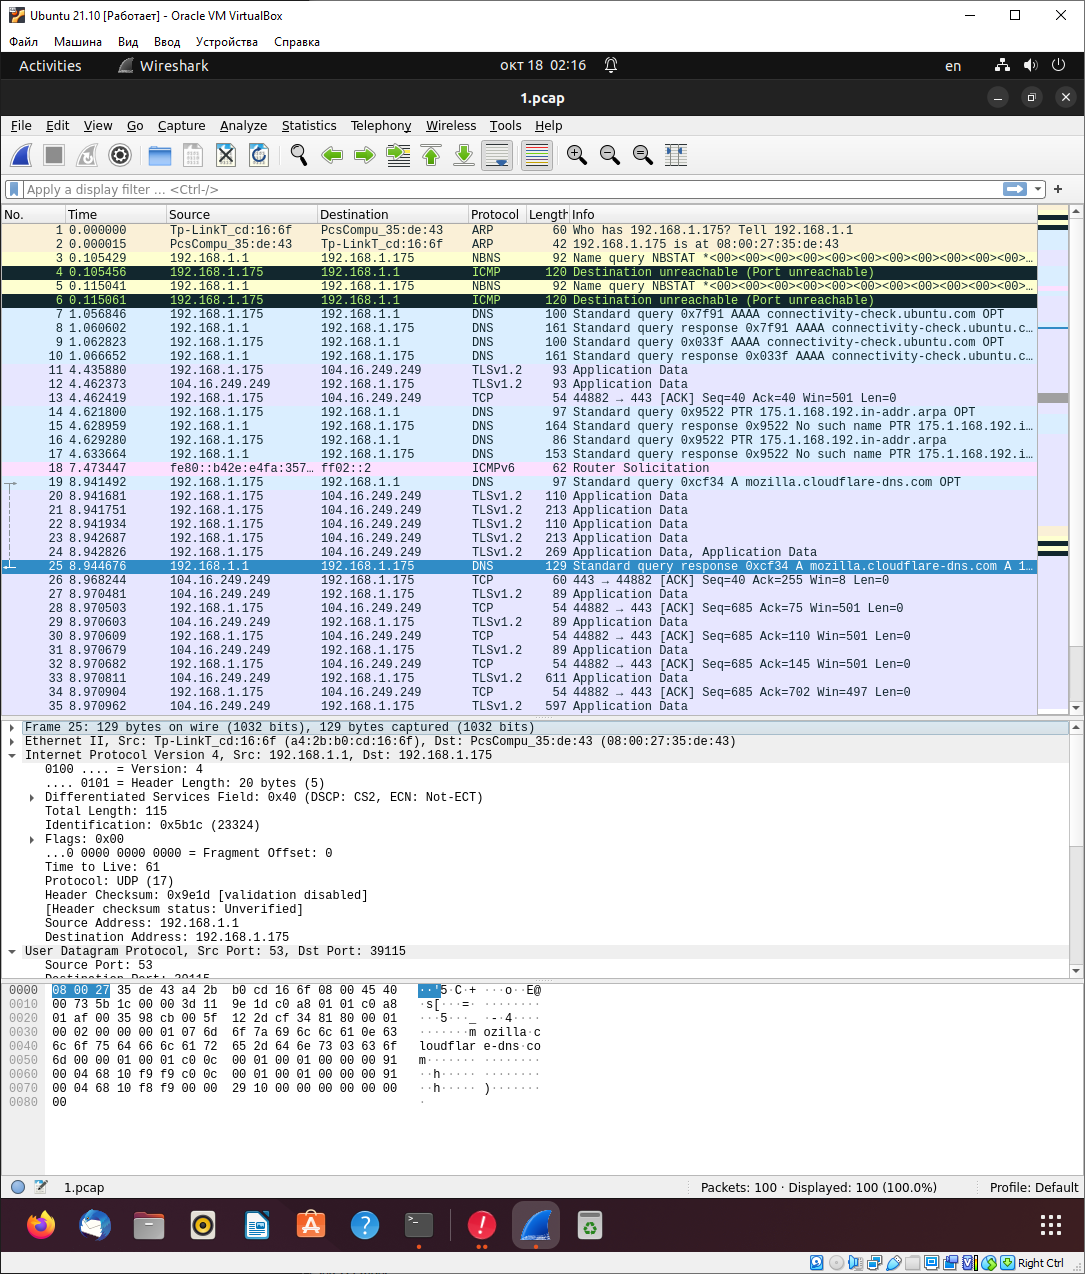 Ubuntu 21.10 [Работает] - Oracle VM VirtualBox
Файл Машина Вид Ввод Устройства Справка
Activities Wireshark окт 18 02:16 en
1.pcap
File Edit View Go Capture Analyze Statistics Telephony Wireless Tools Help
Apply a display filter ... <Ctrl-/>
No. Time Source Destination Protocol Length Info
1 0.000000 Tp-LinkT_cd:16:6f PcsCompu_35:de:43 ARP 60 Who has 192.168.1.175? Tell 192.168.1.1
2 0.000015 PcsCompu_35:de:43 Tp-LinkT_cd:16:6f ARP 42 192.168.1.175 is at 08:00:27:35:de:43
3 0.105429 192.168.1.1 192.168.1.175 NBNS 92 Name query NBSTAT *<00><00><00><00><00><00><00><00><00><00><00>…
4 0.105456 192.168.1.175 192.168.1.1 ICMP 120 Destination unreachable (Port unreachable)
5 0.115041 192.168.1.1 192.168.1.175 NBNS 92 Name query NBSTAT *<00><00><00><00><00><00><00><00><00><00><00>…
6 0.115061 192.168.1.175 192.168.1.1 ICMP 120 Destination unreachable (Port unreachable)
7 1.056846 192.168.1.175 192.168.1.1 DNS 100 Standard query 0x7f91 AAAA connectivity-check.ubuntu.com OPT
8 1.060602 192.168.1.1 192.168.1.175 DNS 161 Standard query response 0x7f91 AAAA connectivity-check.ubuntu.c…
9 1.062823 192.168.1.175 192.168.1.1 DNS 100 Standard query 0x033f AAAA connectivity-check.ubuntu.com OPT
10 1.066652 192.168.1.1 192.168.1.175 DNS 161 Standard query response 0x033f AAAA connectivity-check.ubuntu.c…
11 4.435880 192.168.1.175 104.16.249.249 TLSv1.2 93 Application Data
12 4.462373 104.16.249.249 192.168.1.175 TLSv1.2 93 Application Data
13 4.462419 192.168.1.175 104.16.249.249 TCP 54 44882 → 443 [ACK] Seq=40 Ack=40 Win=501 Len=0
14 4.621800 192.168.1.175 192.168.1.1 DNS 97 Standard query 0x9522 PTR 175.1.168.192.in-addr.arpa OPT
15 4.628959 192.168.1.1 192.168.1.175 DNS 164 Standard query response 0x9522 No such name PTR 175.1.168.192.i…
16 4.629280 192.168.1.175 192.168.1.1 DNS 86 Standard query 0x9522 PTR 175.1.168.192.in-addr.arpa
17 4.633664 192.168.1.1 192.168.1.175 DNS 153 Standard query response 0x9522 No such name PTR 175.1.168.192.i…
18 7.473447 fe80::b42e:e4fa:357… ff02::2 ICMPv6 62 Router Solicitation
19 8.941492 192.168.1.175 192.168.1.1 DNS 97 Standard query 0xcf34 A mozilla.cloudflare-dns.com OPT
20 8.941681 192.168.1.175 104.16.249.249 TLSv1.2 110 Application Data
21 8.941751 192.168.1.175 104.16.249.249 TLSv1.2 213 Application Data
22 8.941934 192.168.1.175 104.16.249.249 TLSv1.2 110 Application Data
23 8.942687 192.168.1.175 104.16.249.249 TLSv1.2 213 Application Data
24 8.942826 192.168.1.175 104.16.249.249 TLSv1.2 269 Application Data, Application Data
25 8.944676 192.168.1.1 192.168.1.175 DNS 129 Standard query response 0xcf34 A mozilla.cloudflare-dns.com A 1…
26 8.968244 104.16.249.249 192.168.1.175 TCP 60 443 → 44882 [ACK] Seq=40 Ack=255 Win=8 Len=0
27 8.970481 104.16.249.249 192.168.1.175 TLSv1.2 89 Application Data
28 8.970503 192.168.1.175 104.16.249.249 TCP 54 44882 → 443 [ACK] Seq=685 Ack=75 Win=501 Len=0
29 8.970603 104.16.249.249 192.168.1.175 TLSv1.2 89 Application Data
30 8.970609 192.168.1.175 104.16.249.249 TCP 54 44882 → 443 [ACK] Seq=685 Ack=110 Win=501 Len=0
31 8.970679 104.16.249.249 192.168.1.175 TLSv1.2 89 Application Data
32 8.970682 192.168.1.175 104.16.249.249 TCP 54 44882 → 443 [ACK] Seq=685 Ack=145 Win=501 Len=0
33 8.970811 104.16.249.249 192.168.1.175 TLSv1.2 611 Application Data
34 8.970904 192.168.1.175 104.16.249.249 TCP 54 44882 → 443 [ACK] Seq=685 Ack=702 Win=497 Len=0
35 8.970962 104.16.249.249 192.168.1.175 TLSv1.2 597 Application Data
Frame 25: 129 bytes on wire (1032 bits), 129 bytes captured (1032 bits)
Ethernet II, Src: Tp-LinkT_cd:16:6f (a4:2b:b0:cd:16:6f), Dst: PcsCompu_35:de:43 (08:00:27:35:de:43)
Internet Protocol Version 4, Src: 192.168.1.1, Dst: 192.168.1.175
0100 .... = Version: 4
.... 0101 = Header Length: 20 bytes (5)
Differentiated Services Field: 0x40 (DSCP: CS2, ECN: Not-ECT)
Total Length: 115
Identification: 0x5b1c (23324)
Flags: 0x00
...0 0000 0000 0000 = Fragment Offset: 0
Time to Live: 61
Protocol: UDP (17)
Header Checksum: 0x9e1d [validation disabled]
[Header checksum status: Unverified]
Source Address: 192.168.1.1
Destination Address: 192.168.1.175
User Datagram Protocol, Src Port: 53, Dst Port: 39115
Source Port: 53
Destination Port: 39115
0000 08 00 27 35 de 43 a4 2b b0 cd 16 6f 08 00 45 40 ··'5·C·+ ···o··E@
0010 00 73 5b 1c 00 00 3d 11 9e 1d c0 a8 01 01 c0 a8 ·s[···=· ········
0020 01 af 00 35 98 cb 00 5f 12 2d cf 34 81 80 00 01 ···5···_ ·-·4····
0030 00 02 00 00 00 01 07 6d 6f 7a 69 6c 6c 61 0e 63 ·······m ozilla·c
0040 6c 6f 75 64 66 6c 61 72 65 2d 64 6e 73 03 63 6f loudflar e-dns·co
0050 6d 00 00 01 00 01 c0 0c 00 01 00 01 00 00 00 91 m······· ········
0060 00 04 68 10 f9 f9 c0 0c 00 01 00 01 00 00 00 91 ··h····· ········
0070 00 04 68 10 f8 f9 00 00 29 10 00 00 00 00 00 00 ··h····· )·······
0080 00 ·
1.pcap Packets: 100 · Displayed: 100 (100.0%) Profile: Default
Right Ctrl